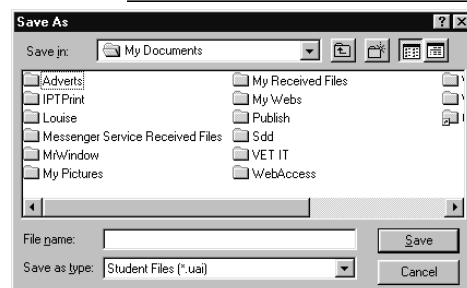 Save As
Save in: My Documents
Adverts My Received Files
IPTPrint My Webs
Louise Publish
Messenger Service Received Files Sdd
MrWindow VET IT
My Pictures WebAccess
File name: Save
Save as type: Student Files (*.uai) Cancel